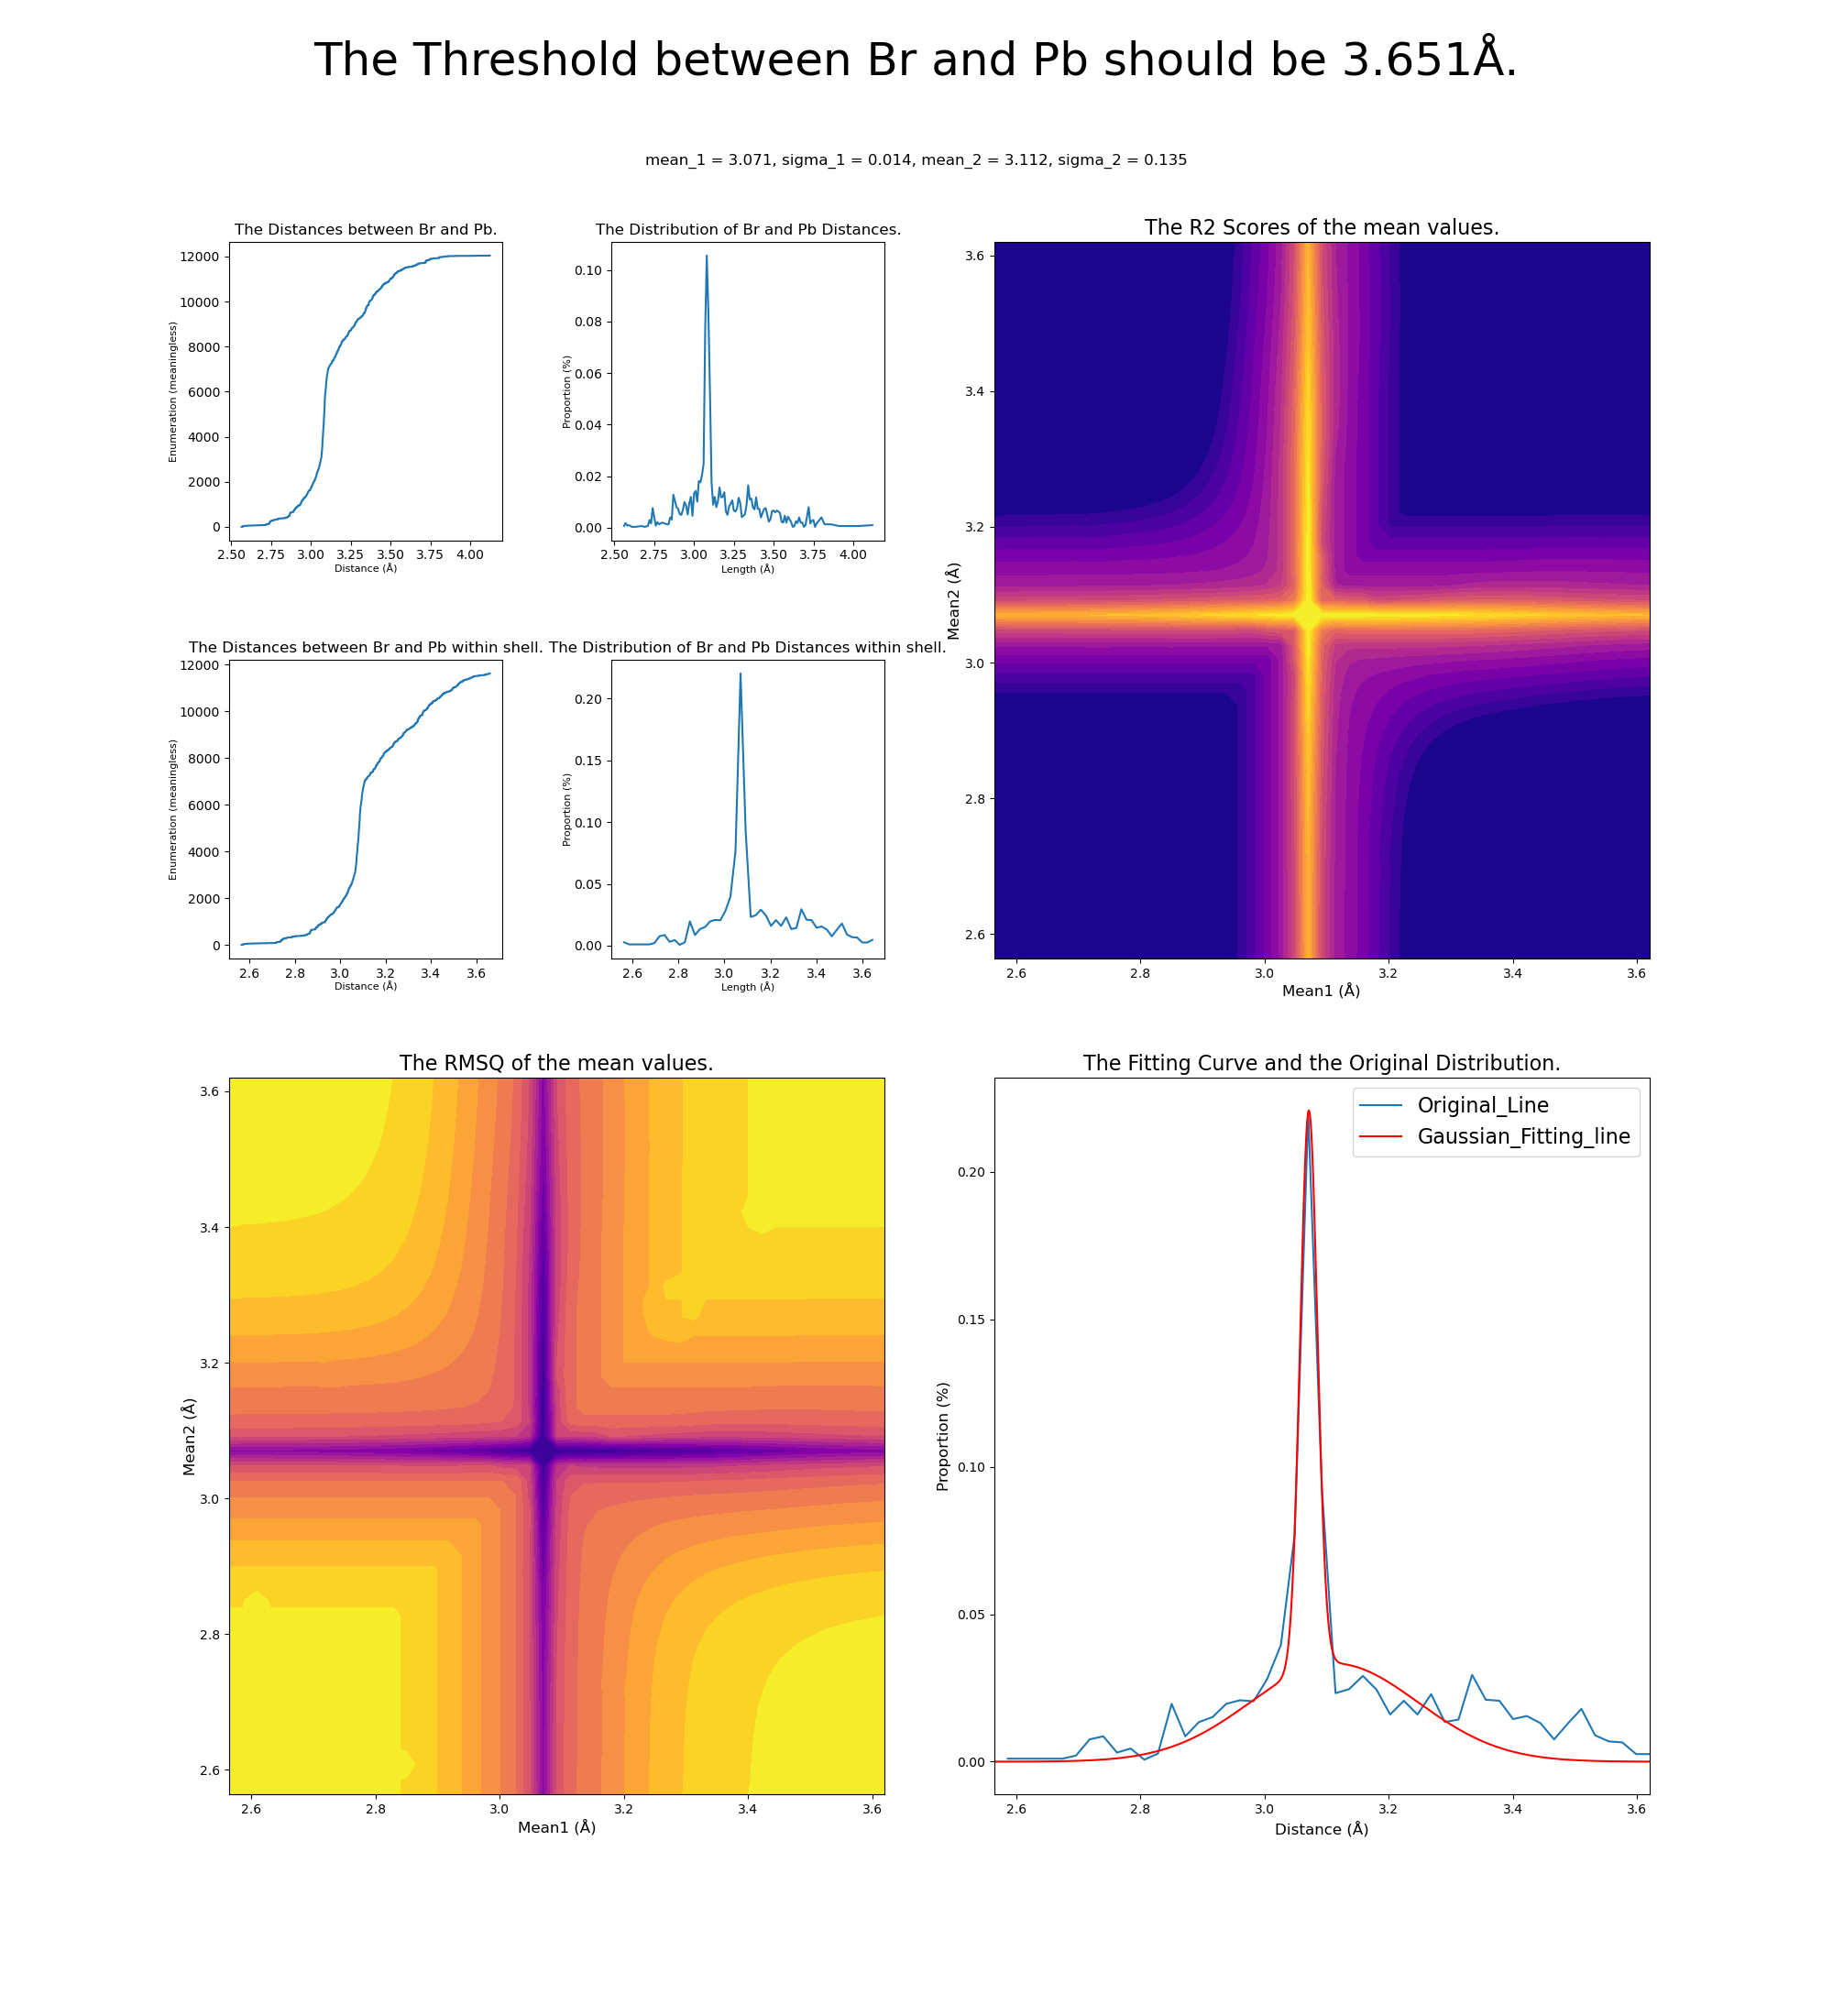 The Threshold between Br and Pb should be 3.651Å.
mean_1 = 3.071, sigma_1 = 0.014, mean_2 = 3.112, sigma_2 = 0.135
The Distances between Br and Pb.
12000
10000
8000
6000
4000
2000
0
Enumeration (meaningless)
2.50 2.75 3.00 3.25 3.50 3.75 4.00
Distance (Å)
The Distribution of Br and Pb Distances.
0.10
0.08
0.06
0.04
0.02
0.00
Proportion (%)
2.50 2.75 3.00 3.25 3.50 3.75 4.00
Length (Å)
The R2 Scores of the mean values.
3.6
3.4
3.2
3.0
2.8
2.6
Mean2 (Å)
2.6 2.8 3.0 3.2 3.4 3.6
Mean1 (Å)
The Distances between Br and Pb within shell.
12000
10000
8000
6000
4000
2000
0
Enumeration (meaningless)
2.6 2.8 3.0 3.2 3.4 3.6
Distance (Å)
The Distribution of Br and Pb Distances within shell.
0.20
0.15
0.10
0.05
0.00
Proportion (%)
2.6 2.8 3.0 3.2 3.4 3.6
Length (Å)
The RMSQ of the mean values.
3.6
3.4
3.2
3.0
2.8
2.6
Mean2 (Å)
2.6 2.8 3.0 3.2 3.4 3.6
Mean1 (Å)
The Fitting Curve and the Original Distribution.
Original_Line
Gaussian_Fitting_line
0.20
0.15
0.10
0.05
0.00
Proportion (%)
2.6 2.8 3.0 3.2 3.4 3.6
Distance (Å)